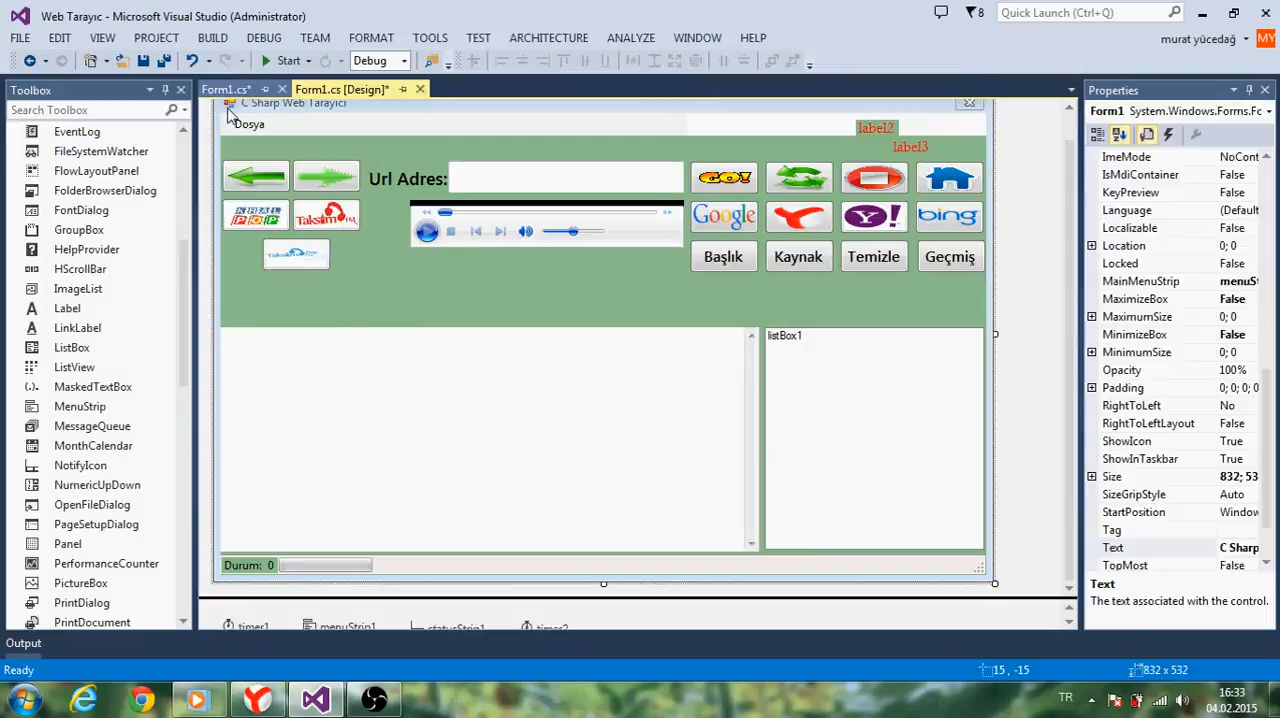 Web Tarayıc - Microsoft Visual Studio (Administrator)
8
Quick Launch (Ctrl+Q)
FILE EDIT VIEW PROJECT BUILD DEBUG TEAM FORMAT TOOLS TEST ARCHITECTURE ANALYZE WINDOW HELP
murat yücedağ MY
Start Debug
Toolbox
Form1.cs* Form1.cs [Design]*
Properties
Search Toolbox
EventLog
FileSystemWatcher
FlowLayoutPanel
FolderBrowserDialog
FontDialog
GroupBox
HelpProvider
HScrollBar
ImageList
Label
LinkLabel
ListBox
ListView
MaskedTextBox
MenuStrip
MessageQueue
MonthCalendar
NotifyIcon
NumericUpDown
OpenFileDialog
PageSetupDialog
Panel
PerformanceCounter
PictureBox
PrintDialog
PrintDocument
C Sharp Web Tarayıcı
Dosya
label2
label3
Url Adres:
GO!
KRAL POP
Taksim FM
Google
Y!
bing
Başlık Kaynak Temizle Geçmiş
listBox1
Durum: 0
timer1 menuStrip1 statusStrip1 timer2
Form1 System.Windows.Forms.Fc
ImeMode NoCont
IsMdiContainer False
KeyPreview False
Language (Default
Localizable False
Location 0; 0
Locked False
MainMenuStrip menuS
MaximizeBox False
MaximumSize 0; 0
MinimizeBox False
MinimumSize 0; 0
Opacity 100%
Padding 0; 0; 0; 0
RightToLeft No
RightToLeftLayout False
ShowIcon True
ShowInTaskbar True
Size 832; 53
SizeGripStyle Auto
StartPosition Window
Tag
Text C Sharp
TopMost False
Text
The text associated with the control.
Output
Ready
15 , -15
832 x 532
TR
16:33
04.02.2015